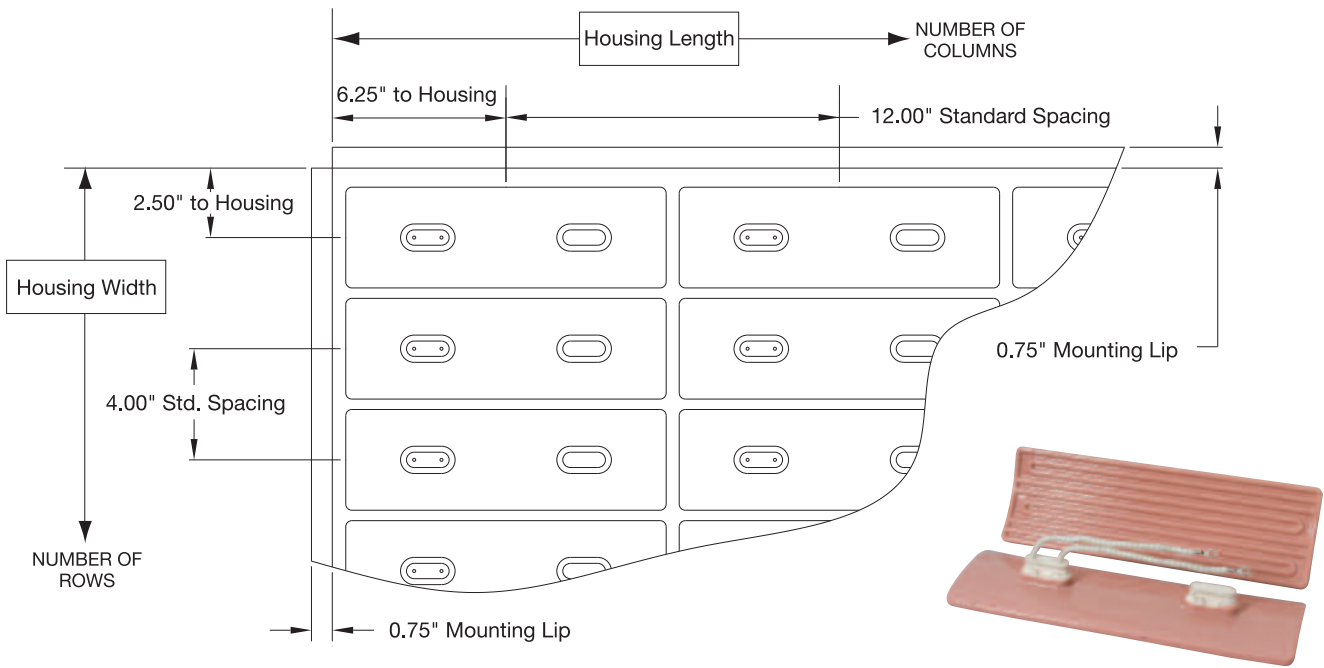 Housing Length
NUMBER OF
COLUMNS
6.25" to Housing
12.00" Standard Spacing
2.50" to Housing
Housing Width
0.75" Mounting Lip
4.00" Std. Spacing
NUMBER OF
ROWS
0.75" Mounting Lip